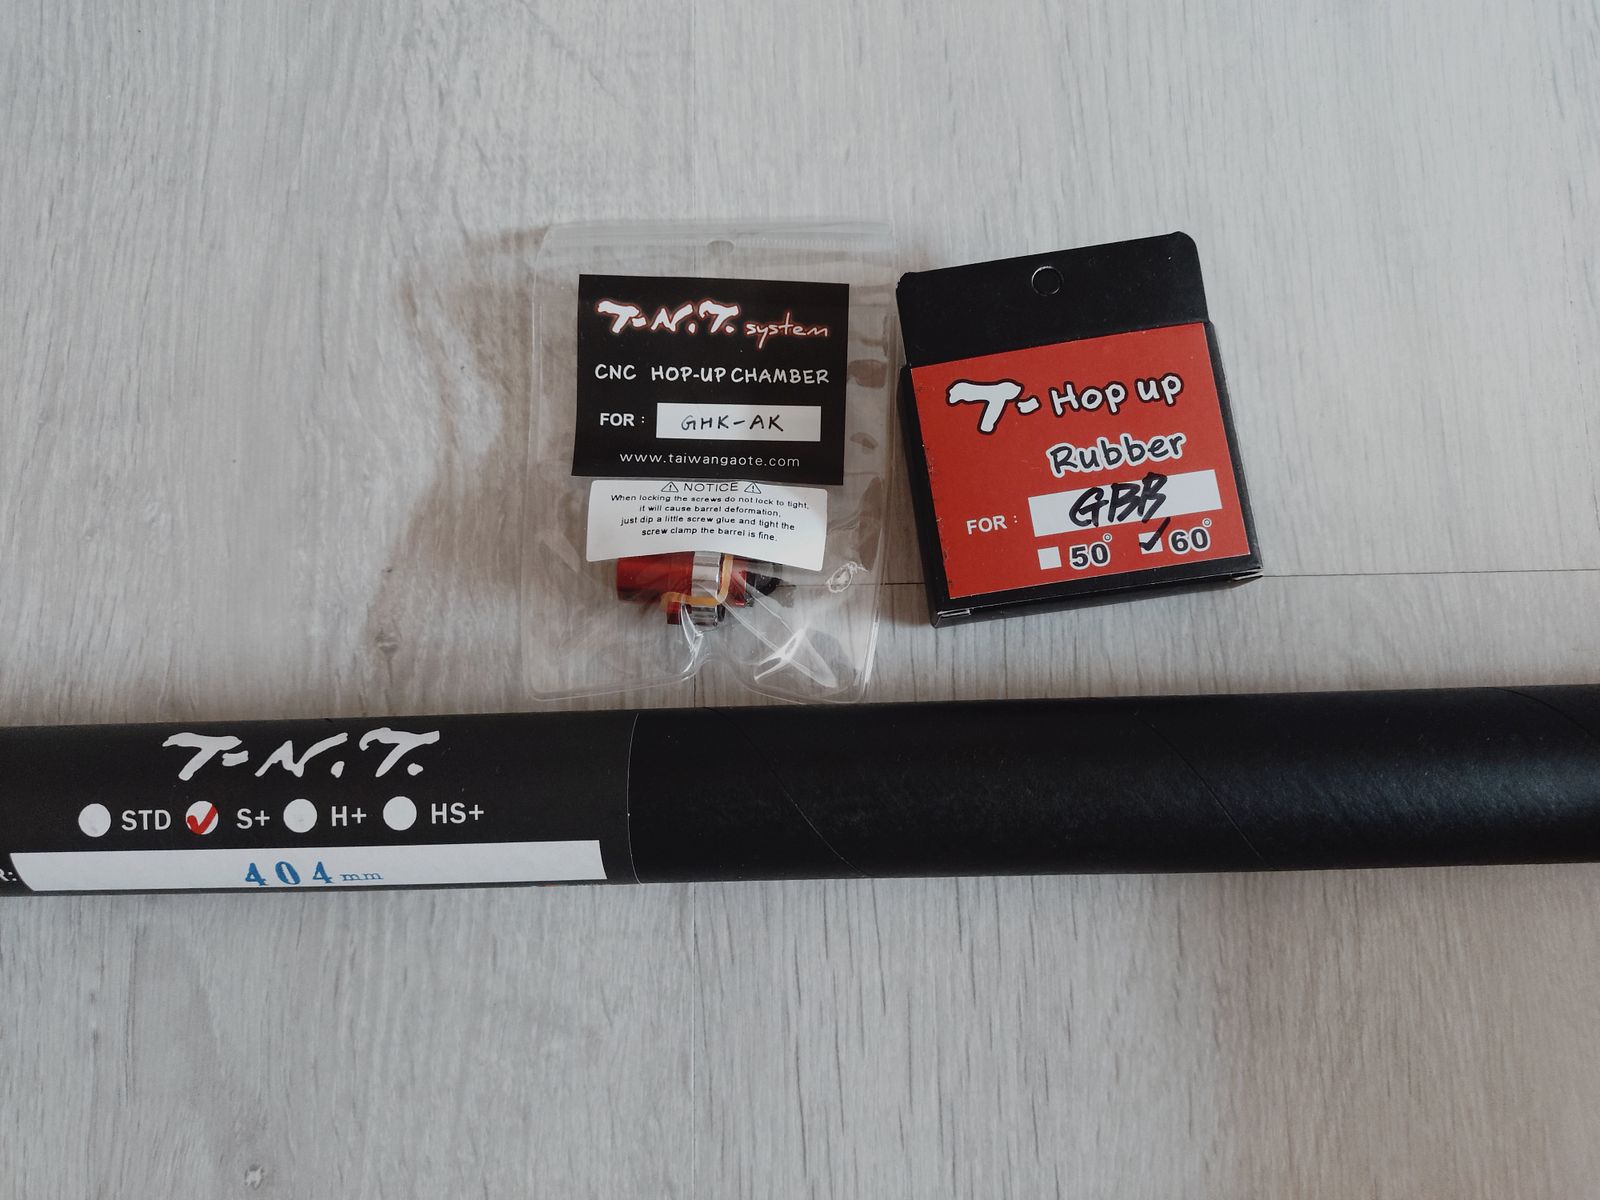 T-N.T. system
CNC HOP-UP CHAMBER
FOR: GHK-AK
www.taiwangaote.com
⚠ NOTICE ⚠
When locking the screws do not lock to tight,
it will cause barrel deformation,
just dip a little screw glue and tight the
screw clamp the barrel is fine.
T- Hop up
Rubber
FOR: GBB
50° ✓ 60°
T-N.T.
STD ✓ S+ H+ HS+
R: 404mm